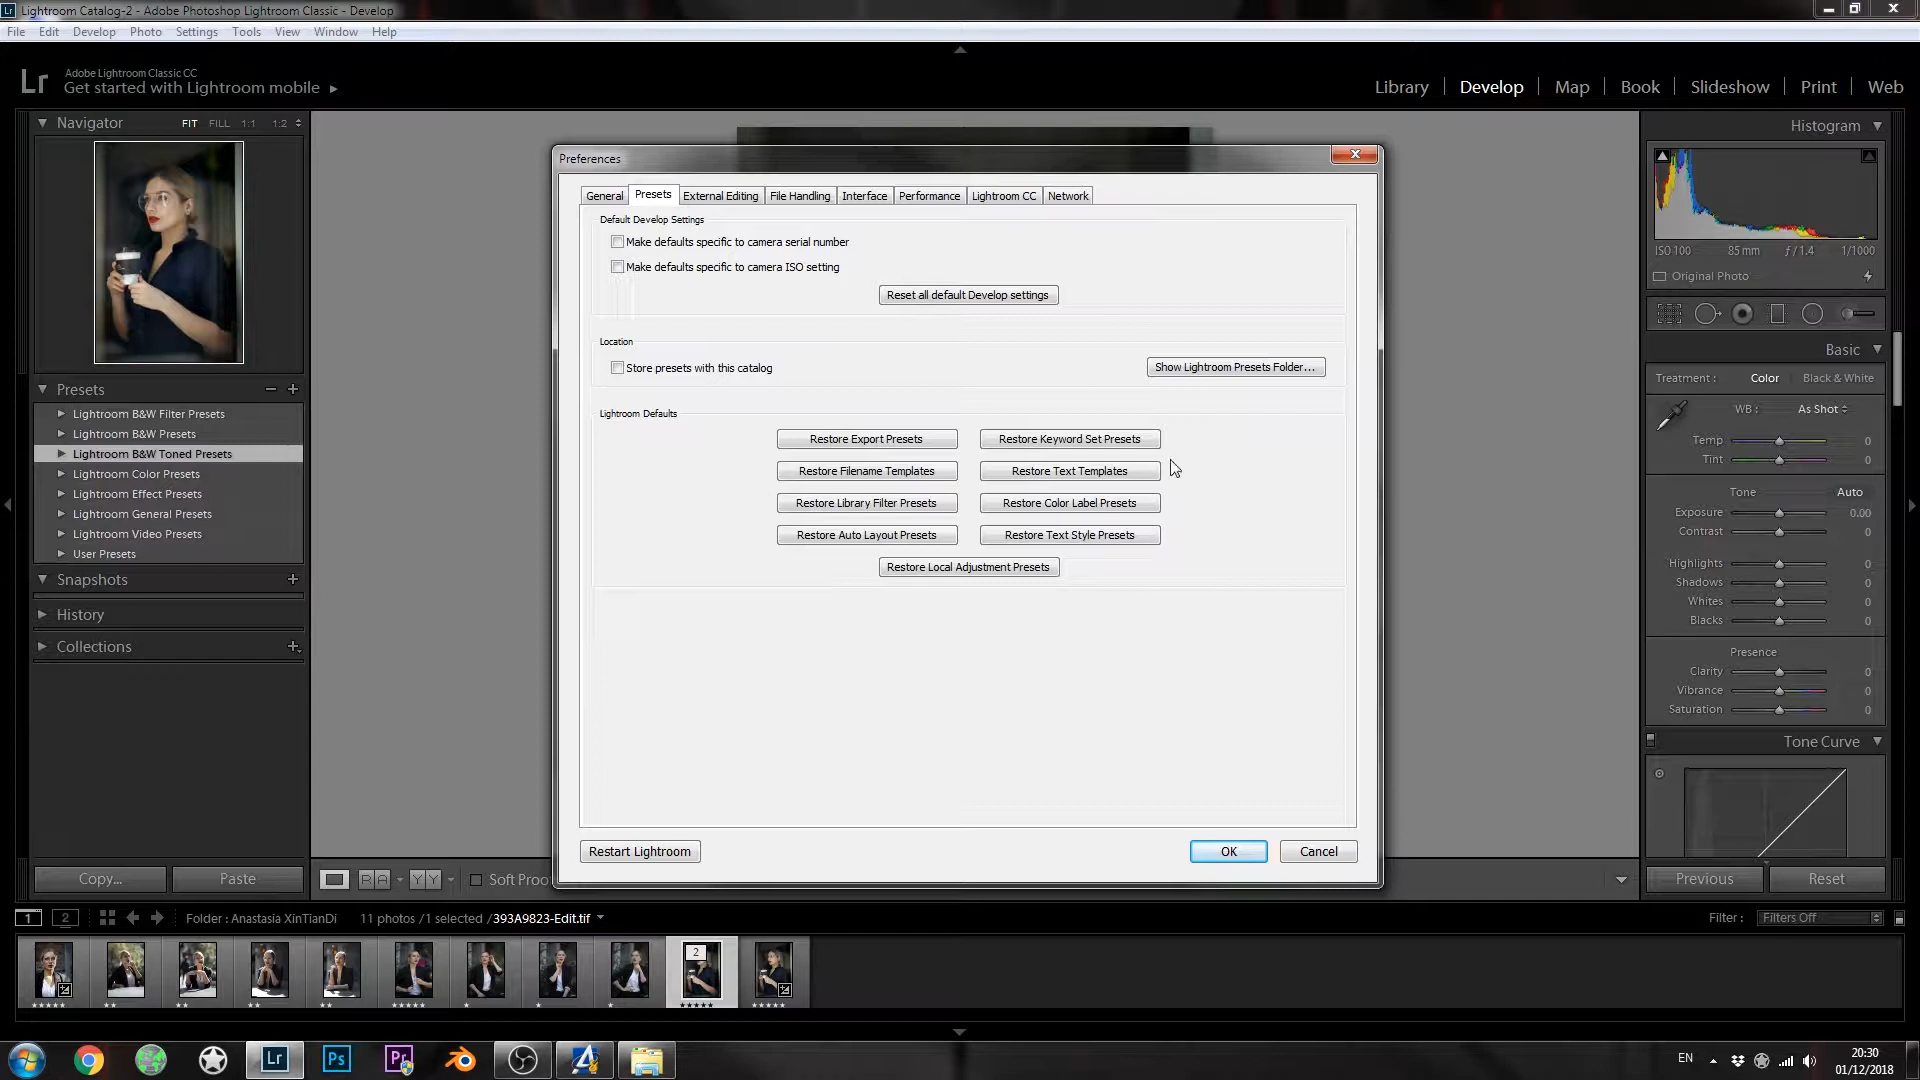 Lightroom Catalog-2 - Adobe Photoshop Lightroom Classic - Develop
File Edit Develop Photo Settings Tools View Window Help
Lr Adobe Lightroom Classic CC
Get started with Lightroom mobile
Library Develop Map Book Slideshow Print Web
Navigator FIT FILL 1:1 1:2
Presets
Lightroom B&W Filter Presets
Lightroom B&W Presets
Lightroom B&W Toned Presets
Lightroom Color Presets
Lightroom Effect Presets
Lightroom General Presets
Lightroom Video Presets
User Presets
Snapshots
History
Collections
Copy... Paste
Preferences
General Presets External Editing File Handling Interface Performance Lightroom CC Network
Default Develop Settings
Make defaults specific to camera serial number
Make defaults specific to camera ISO setting
Reset all default Develop settings
Location
Store presets with this catalog Show Lightroom Presets Folder...
Lightroom Defaults
Restore Export Presets Restore Keyword Set Presets
Restore Filename Templates Restore Text Templates
Restore Library Filter Presets Restore Color Label Presets
Restore Auto Layout Presets Restore Text Style Presets
Restore Local Adjustment Presets
Restart Lightroom OK Cancel
RA YY Soft Proo
Histogram
ISO 100 85 mm ƒ / 1.4 1/1000
Original Photo
Basic
Treatment : Color Black & White
WB : As Shot
Temp 0
Tint 0
Tone Auto
Exposure 0.00
Contrast 0
Highlights 0
Shadows 0
Whites 0
Blacks 0
Presence
Clarity 0
Vibrance 0
Saturation 0
Tone Curve
Previous Reset
1 2 Folder : Anastasia XinTianDi 11 photos /1 selected /393A9823-Edit.tif Filter : Filters Off
2
Lr Ps Pr EN 20:30
01/12/2018